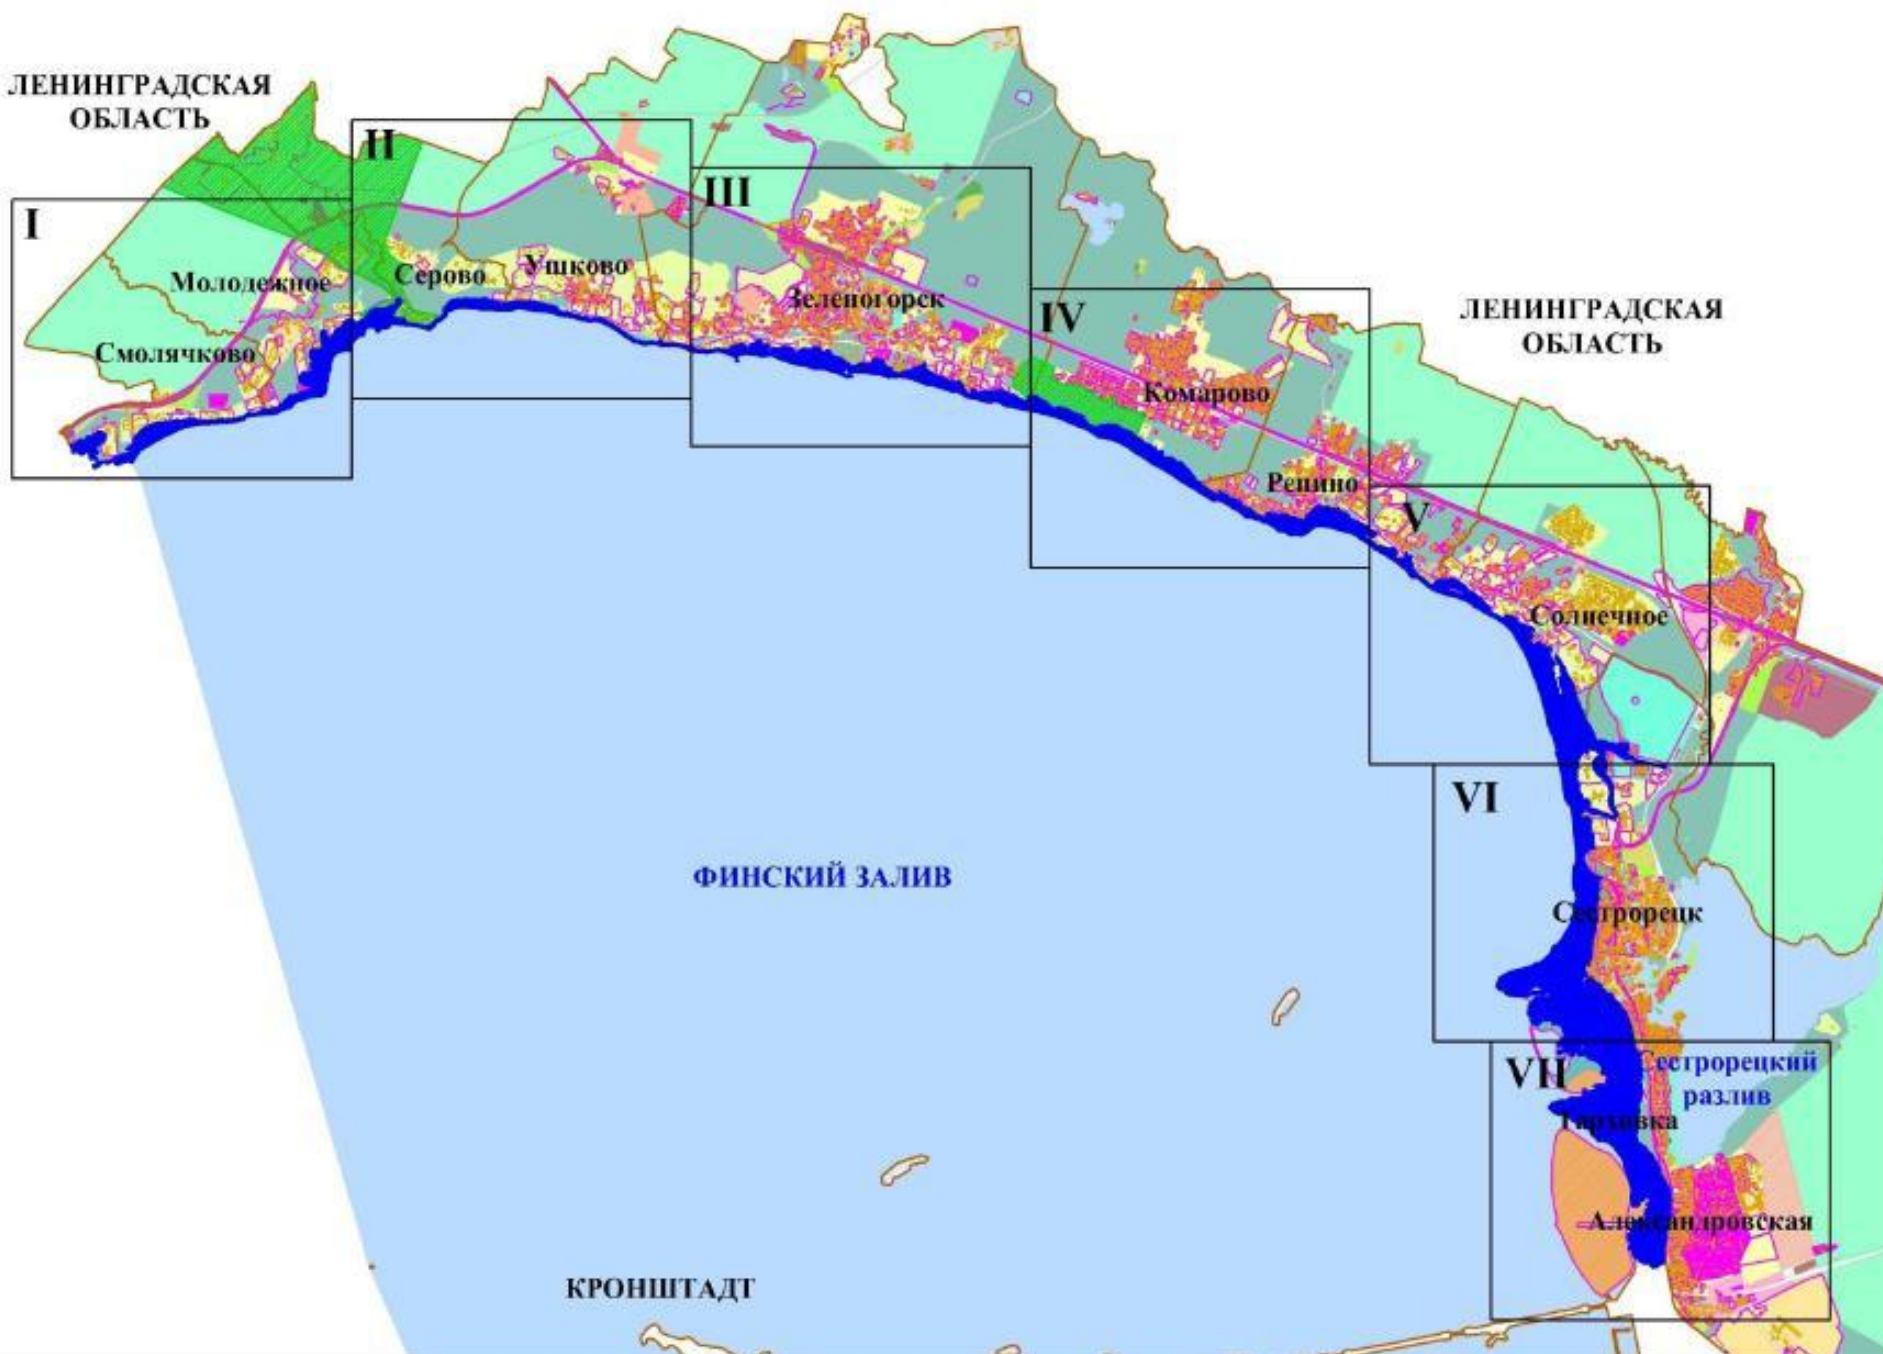 ЛЕНИНГРАДСКАЯ
ОБЛАСТЬ
I
II
III
IV
V
VI
VII
Молодежное
Смолячково
Серово
Ушково
Зеленогорск
Комарово
Репино
Солнечное
ЛЕНИНГРАДСКАЯ
ОБЛАСТЬ
ФИНСКИЙ ЗАЛИВ
Сестрорецк
Сестрорецкий
разлив
Тарховка
Александровская
КРОНШТАДТ